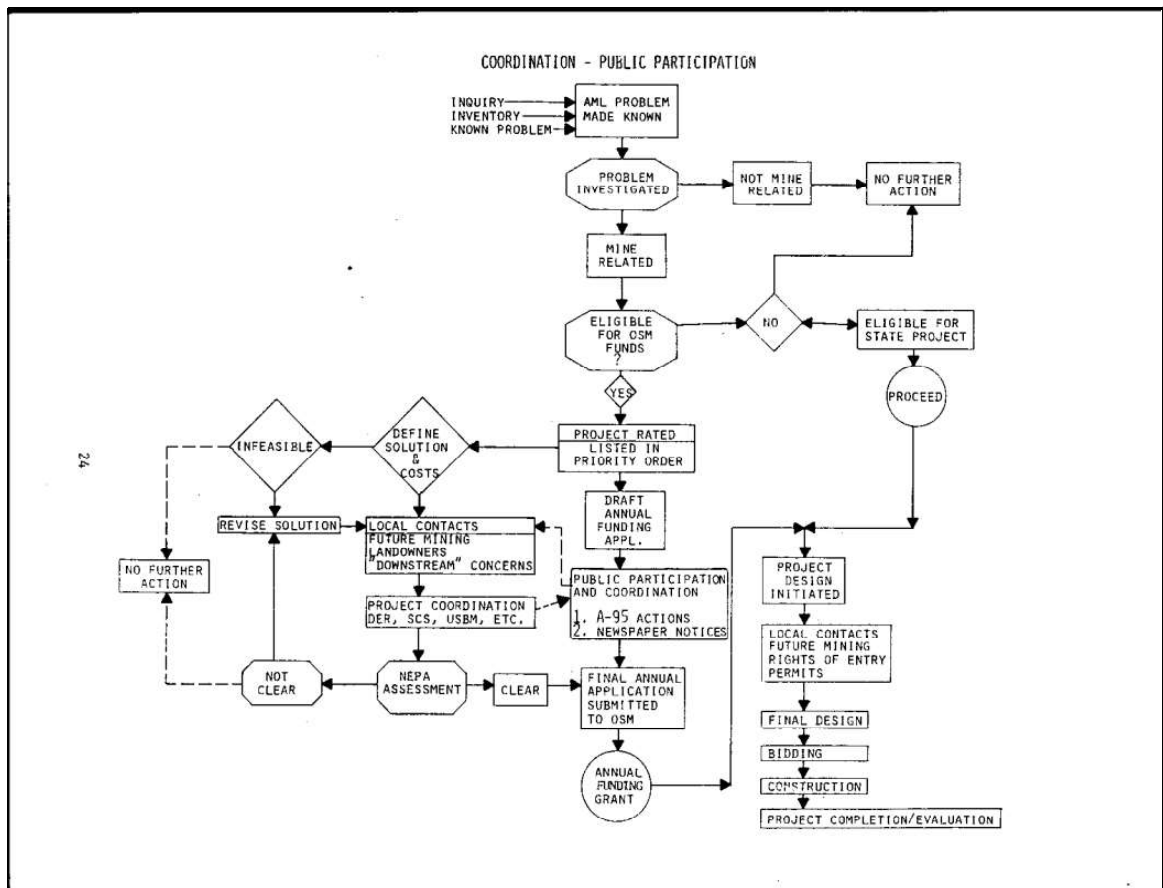 COORDINATION - PUBLIC PARTICIPATION
INQUIRY
INVENTORY
KNOWN PROBLEM
AML PROBLEM
MADE KNOWN
PROBLEM
INVESTIGATED
NOT MINE
RELATED
NO FURTHER
ACTION
MINE
RELATED
ELIGIBLE
FOR OSM
FUNDS
?
NO
ELIGIBLE FOR
STATE PROJECT
YES
PROCEED
INFEASIBLE
DEFINE
SOLUTION
&
COSTS
PROJECT RATED
LISTED IN
PRIORITY ORDER
24
DRAFT
ANNUAL
FUNDING
APPL.
REVISE SOLUTION
LOCAL CONTACTS
FUTURE MINING
LANDOWNERS
"DOWNSTREAM" CONCERNS
NO FURTHER
ACTION
PUBLIC PARTICIPATION
AND COORDINATION
1. A-95 ACTIONS
2. NEWSPAPER NOTICES
PROJECT
DESIGN
INITIATED
PROJECT COORDINATION
DER, SCS, USBM, ETC.
LOCAL CONTACTS
FUTURE MINING
RIGHTS OF ENTRY
PERMITS
NOT
CLEAR
NEPA
ASSESSMENT
CLEAR
FINAL ANNUAL
APPLICATION
SUBMITTED
TO OSM
FINAL DESIGN
BIDDING
ANNUAL
FUNDING
GRANT
CONSTRUCTION
PROJECT COMPLETION/EVALUATION